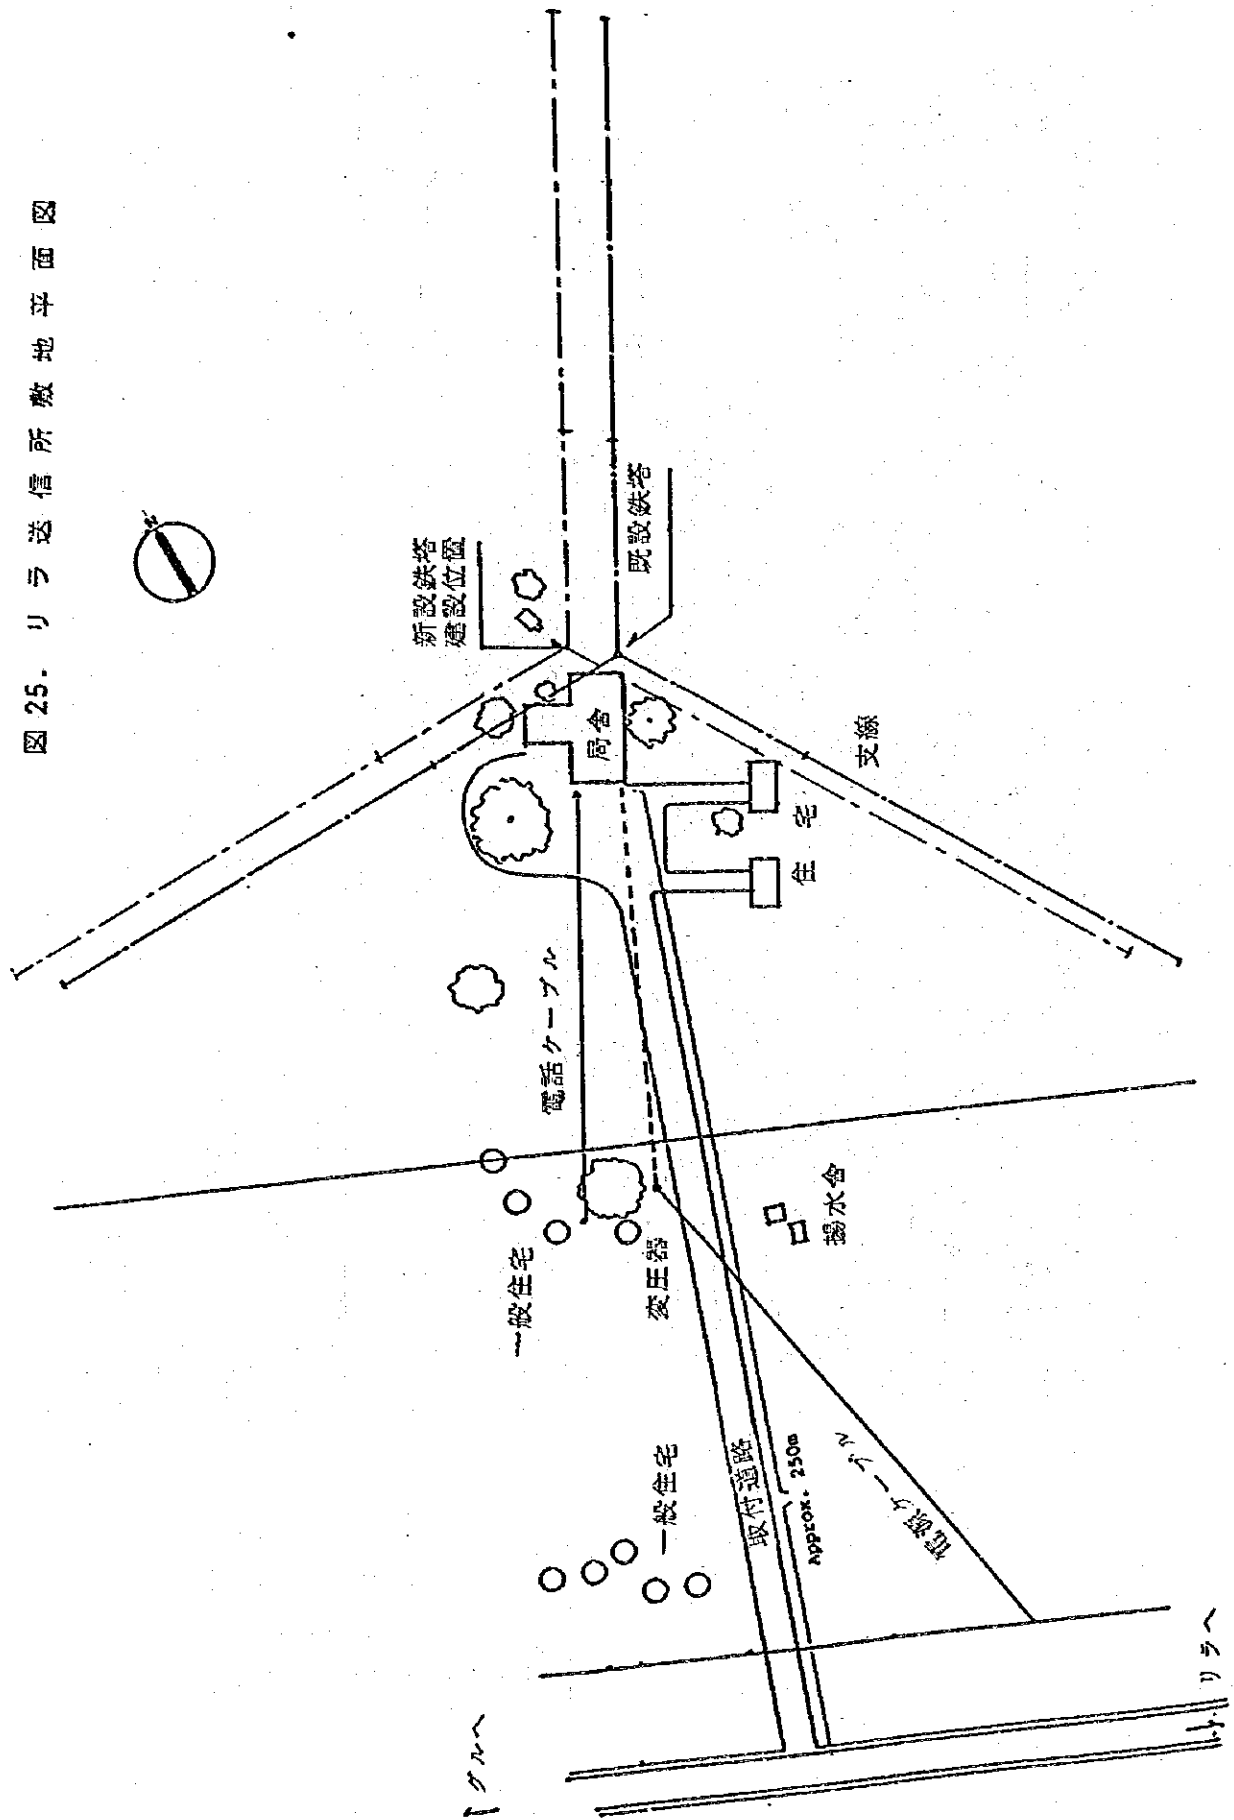 図25. リラ送信所敷地平面図
N
新設鉄塔
建設位置
既設鉄塔
局舎
支線
住宅
電話ケーブル
一般住宅
変圧器
揚水舎
一般住宅
取付道路
Approx. 250m
電源ケーブル
グルへ
リラへ